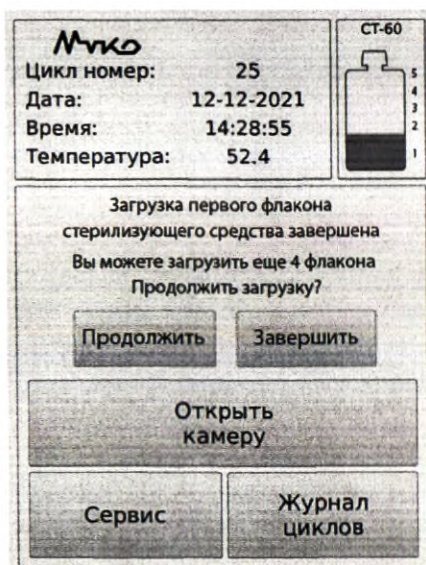 Цикл номер: 25
Дата: 12-12-2021
Время: 14:28:55
Температура: 52.4
СТ-60
5
4
3
2
1
Загрузка первого флакона
стерилизующего средства завершена
Вы можете загрузить еще 4 флакона
Продолжить загрузку?
Продолжить
Завершить
Открыть
камеру
Сервис
Журнал
циклов